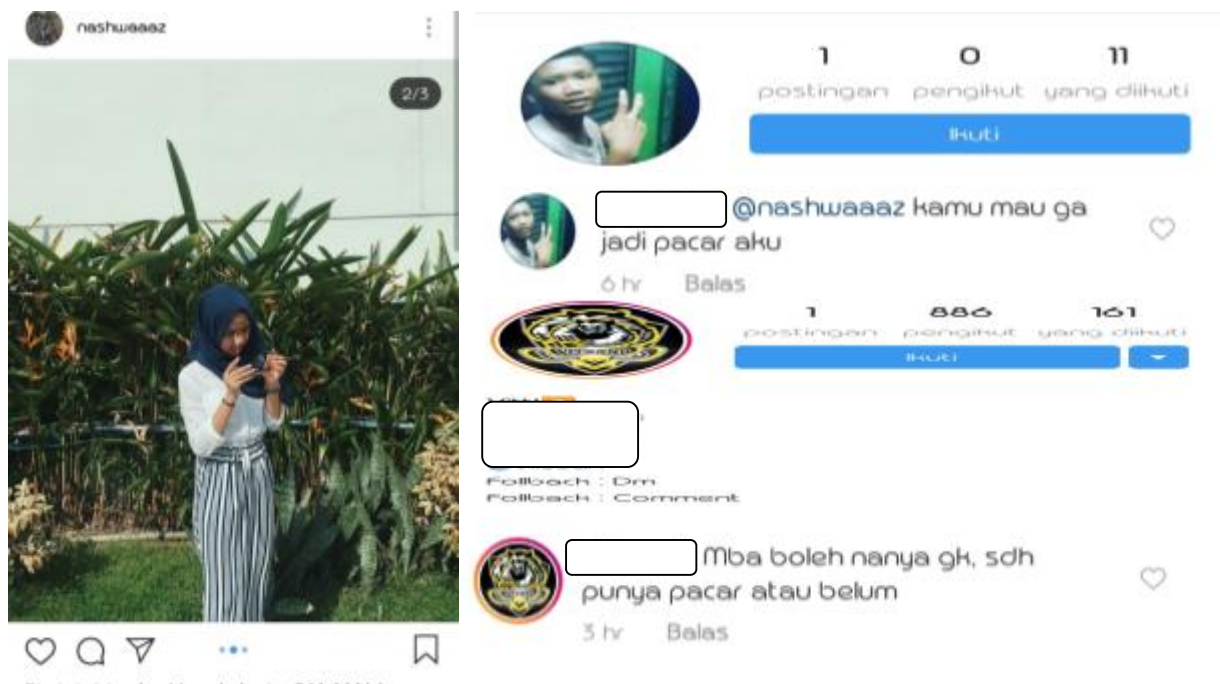 nashwaaaz
2/3
1 0 11
postingan pengikut yang diikuti
Ikuti
@nashwaaaz kamu mau ga
jadi pacar aku
6 hr Balas
1 886 161
postingan pengikut yang diikuti
Ikuti
Follback : Dm
Follback : Comment
Mba boleh nanya gk, sdh
punya pacar atau belum
3 hr Balas